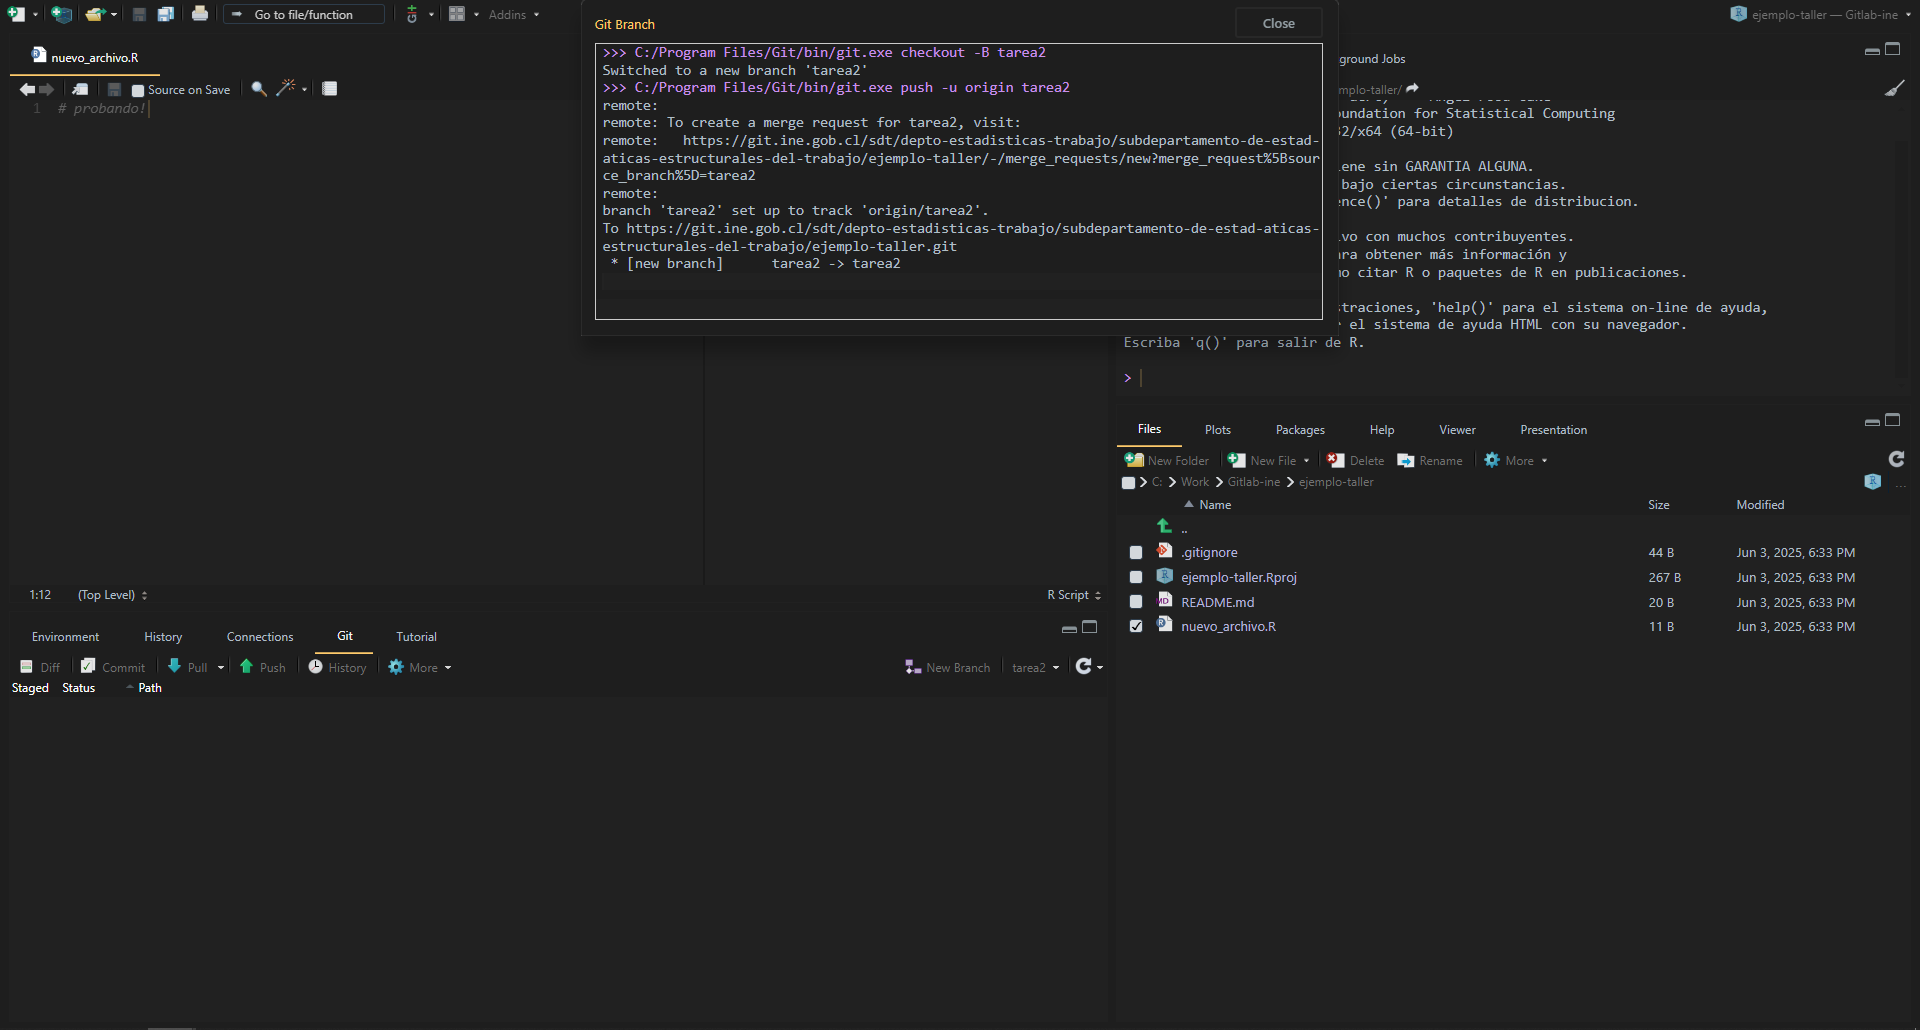 Go to file/function
Addins
ejemplo-taller — Gitlab-ine
nuevo_archivo.R
Source on Save
1 # probando!
1:12 (Top Level)
R Script
Git Branch
Close
>>> C:/Program Files/Git/bin/git.exe checkout -B tarea2
Switched to a new branch 'tarea2'
>>> C:/Program Files/Git/bin/git.exe push -u origin tarea2
remote:
remote: To create a merge request for tarea2, visit:
remote:   https://git.ine.gob.cl/sdt/depto-estadisticas-trabajo/subdepartamento-de-estad-
aticas-estructurales-del-trabajo/ejemplo-taller/-/merge_requests/new?merge_request%5Bsour
ce_branch%5D=tarea2
remote:
branch 'tarea2' set up to track 'origin/tarea2'.
To https://git.ine.gob.cl/sdt/depto-estadisticas-trabajo/subdepartamento-de-estad-aticas-
estructurales-del-trabajo/ejemplo-taller.git
 * [new branch]      tarea2 -> tarea2
ground Jobs
mplo-taller/
undation for Statistical Computing
32/x64 (64-bit)
ene sin GARANTIA ALGUNA.
bajo ciertas circunstancias.
ence()' para detalles de distribucion.
vo con muchos contribuyentes.
ara obtener más información y
mo citar R o paquetes de R en publicaciones.
traciones, 'help()' para el sistema on-line de ayuda,
r el sistema de ayuda HTML con su navegador.
Escriba 'q()' para salir de R.
>
Environment History Connections Git Tutorial
Diff Commit Pull Push History More New Branch tarea2
Staged Status Path
Files Plots Packages Help Viewer Presentation
New Folder New File Delete Rename More
C: Work Gitlab-ine ejemplo-taller
Name Size Modified
..
.gitignore 44 B Jun 3, 2025, 6:33 PM
ejemplo-taller.Rproj 267 B Jun 3, 2025, 6:33 PM
README.md 20 B Jun 3, 2025, 6:33 PM
nuevo_archivo.R 11 B Jun 3, 2025, 6:33 PM